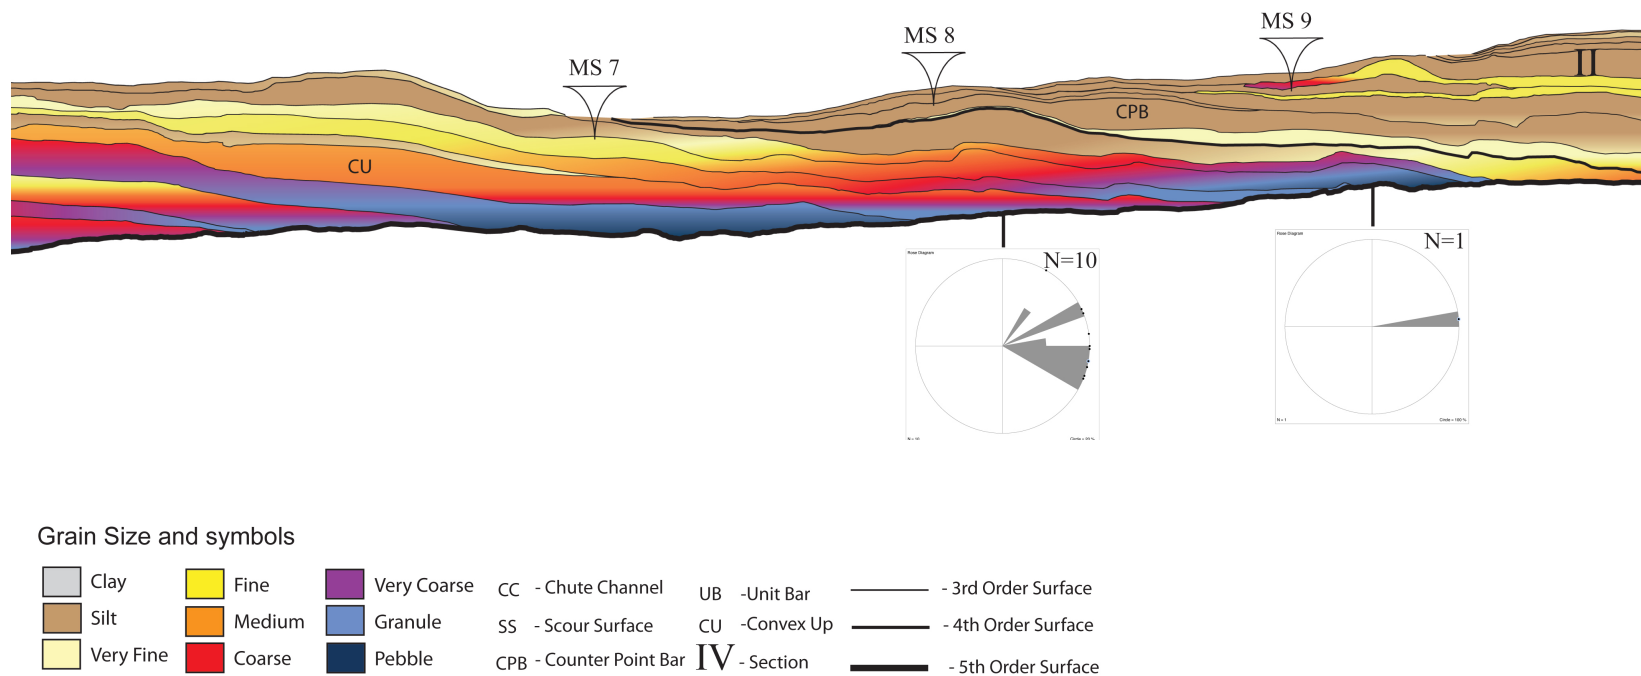 MS 7
MS 8
MS 9
II
CPB
CU
Rose Diagram
N=10
N = 10
Rose Diagram
N=1
N = 1
Circle = 100 %
Grain Size and symbols
Clay
Silt
Very Fine
Fine
Medium
Coarse
Very Coarse
Granule
Pebble
CC - Chute Channel
SS - Scour Surface
CPB - Counter Point Bar
UB -Unit Bar
CU -Convex Up
IV - Section
- 3rd Order Surface
- 4th Order Surface
- 5th Order Surface